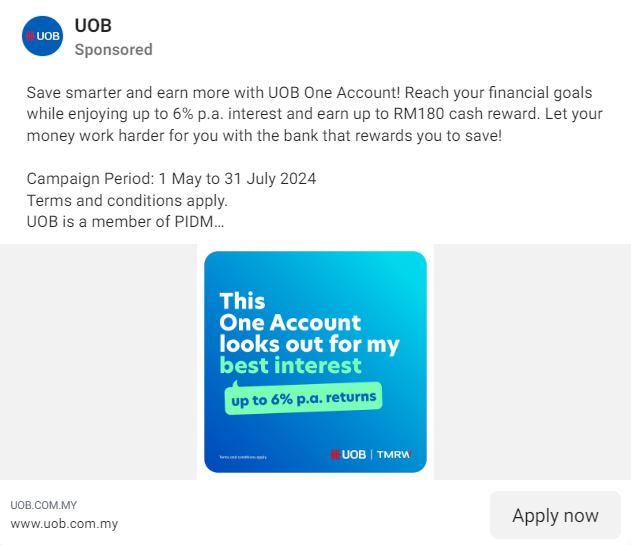 UOB
UOB
Sponsored
Save smarter and earn more with UOB One Account! Reach your financial goals
while enjoying up to 6% p.a. interest and earn up to RM180 cash reward. Let your
money work harder for you with the bank that rewards you to save!
Campaign Period: 1 May to 31 July 2024
Terms and conditions apply.
UOB is a member of PIDM…
This
One Account
looks out for my
best interest
up to 6% p.a. returns
Terms and conditions apply.
UOB | TMRW
UOB.COM.MY
www.uob.com.my
Apply now